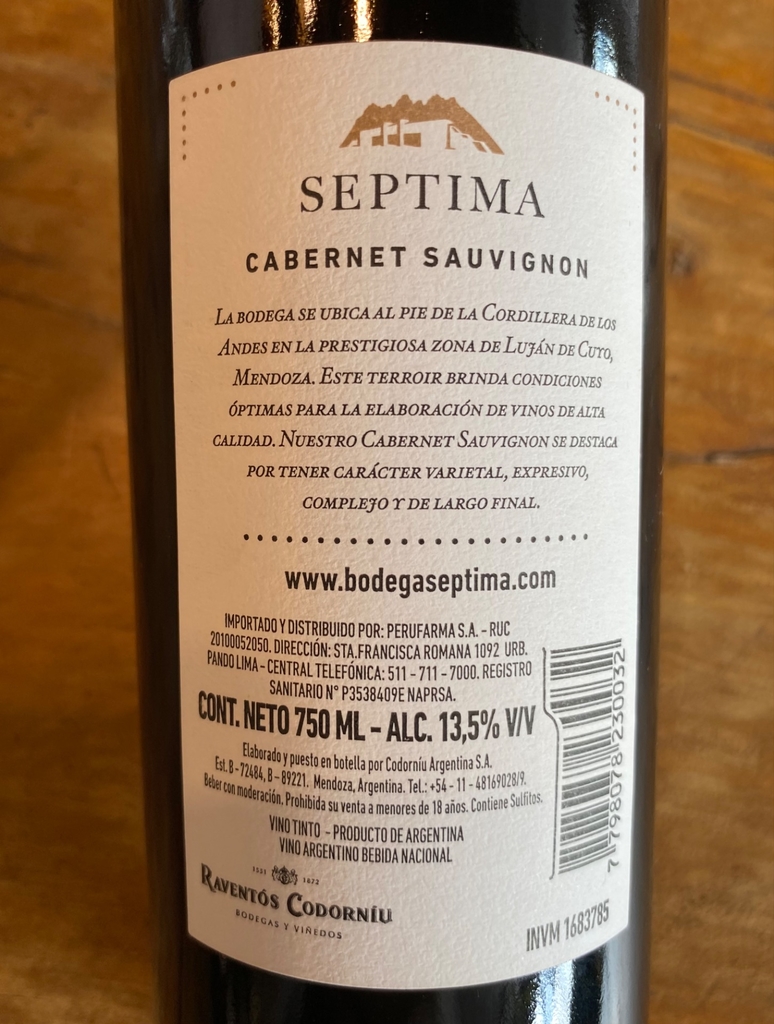 SEPTIMA
CABERNET SAUVIGNON
LA BODEGA SE UBICA AL PIE DE LA CORDILLERA DE LOS
ANDES EN LA PRESTIGIOSA ZONA DE LUJÁN DE CUYO,
MENDOZA. ESTE TERROIR BRINDA CONDICIONES
ÓPTIMAS PARA LA ELABORACIÓN DE VINOS DE ALTA
CALIDAD. NUESTRO CABERNET SAUVIGNON SE DESTACA
POR TENER CARÁCTER VARIETAL, EXPRESIVO,
COMPLEJO Y DE LARGO FINAL.
www.bodegaseptima.com
IMPORTADO Y DISTRIBUIDO POR: PERUFARMA S.A. - RUC
20100052050. DIRECCIÓN: STA.FRANCISCA ROMANA 1092 URB.
PANDO LIMA - CENTRAL TELEFÓNICA: 511 - 711 - 7000. REGISTRO
SANITARIO N° P3538409E NAPRSA.
CONT. NETO 750 ML - ALC. 13,5% V/V
Elaborado y puesto en botella por Codorníu Argentina S.A.
Est. B - 72484, B - 89221. Mendoza, Argentina. Tel.: +54 - 11 - 48169028/9.
Beber con moderación. Prohibida su venta a menores de 18 años. Contiene Sulfitos.
VINO TINTO - PRODUCTO DE ARGENTINA
VINO ARGENTINO BEBIDA NACIONAL
7 798078 230032
1551 1872
RAVENTÓS CODORNÍU
BODEGAS Y VIÑEDOS
INVM 1683785